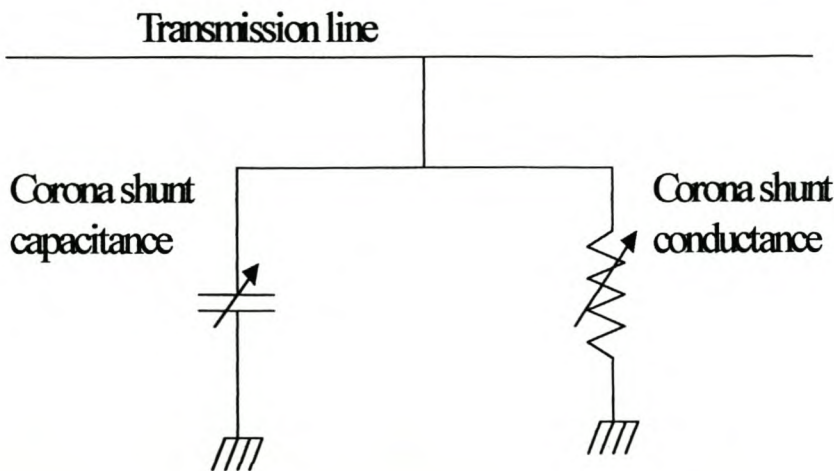 Transmission line
Corona shunt
capacitance
Corona shunt
conductance